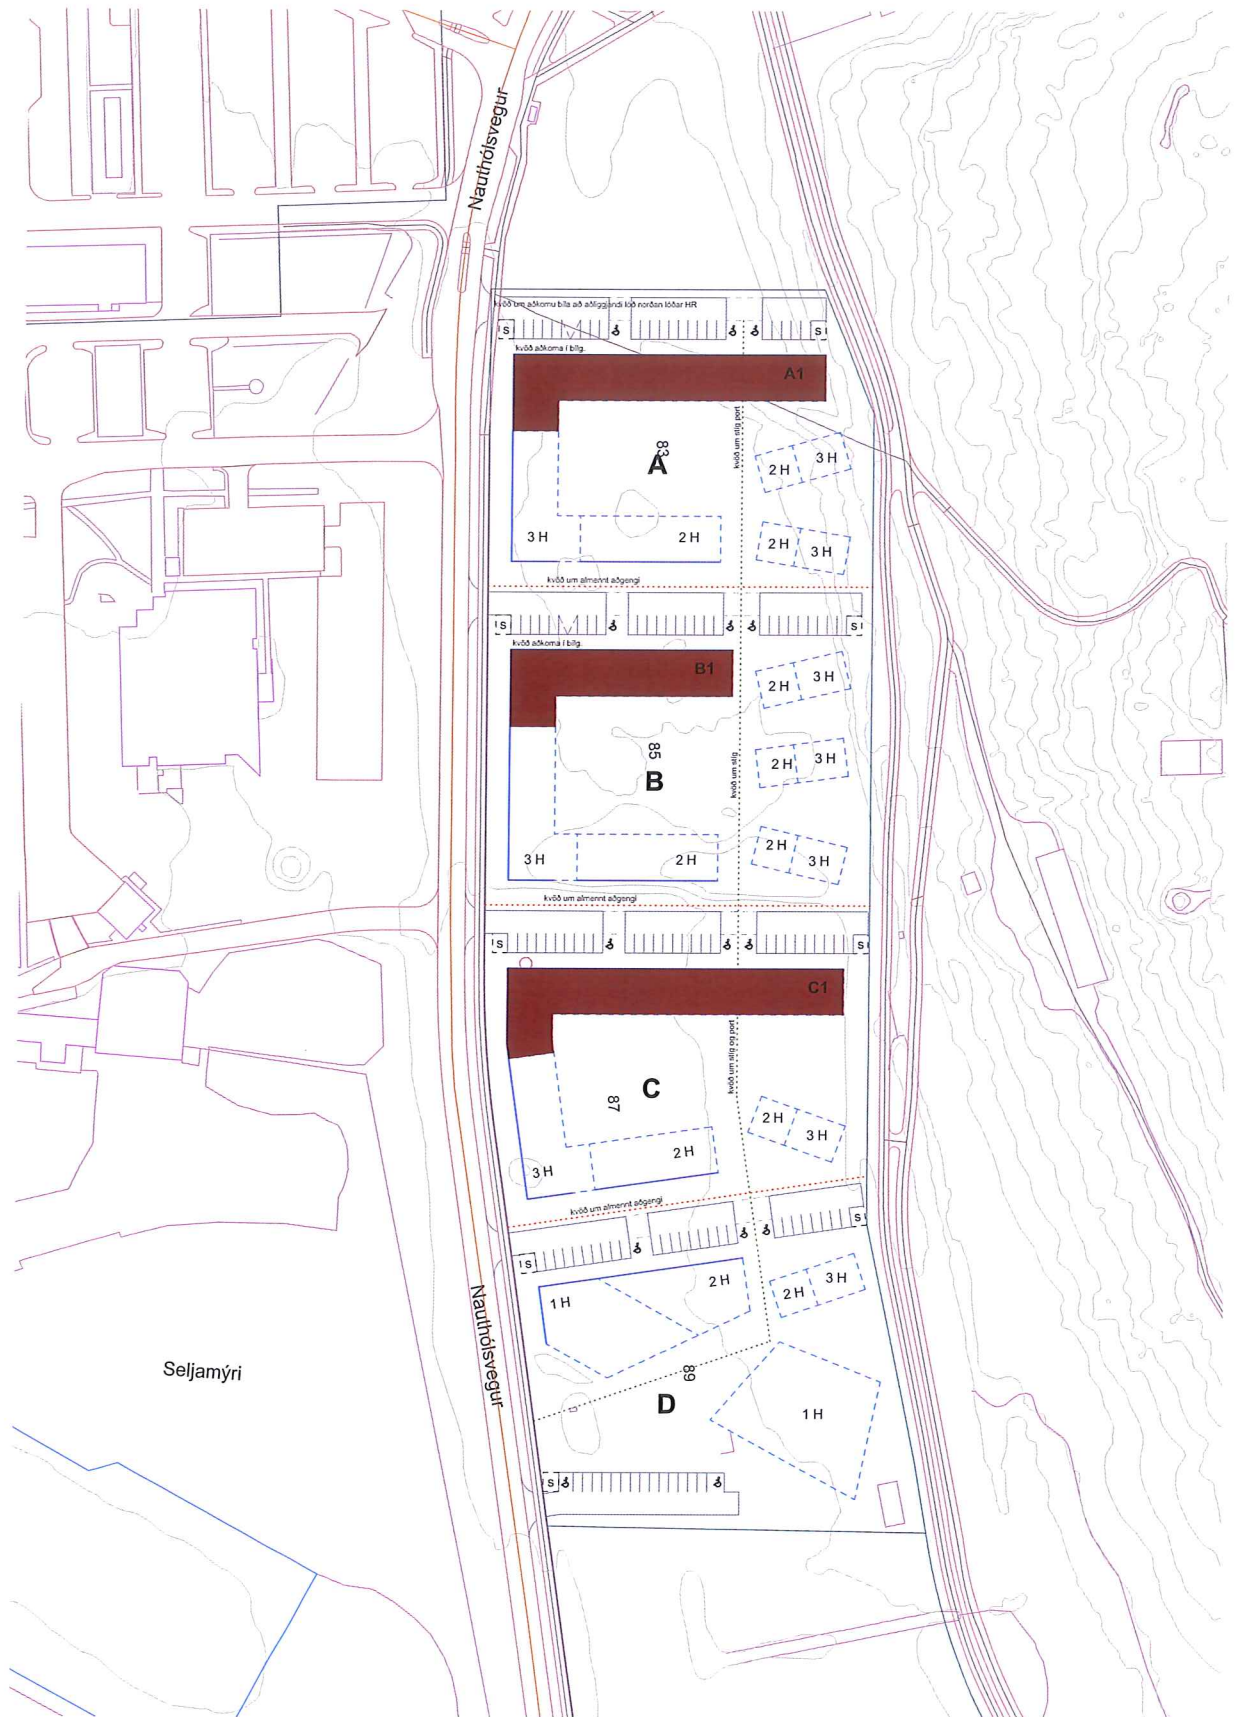 Nauthólsvegur
kvöð um aðkomu bíla að aðliggjandi lóð norðan lóðar HR
S
S
kvöð aðkoma í bílg.
A1
kvöð um stíg port
83
A
2 H
3 H
3 H
2 H
2 H
3 H
kvöð um almennt aðgengi
S
S
kvöð aðkoma í bílg.
B1
2 H
3 H
85
B
kvöð um stíg
2 H
3 H
3 H
2 H
2 H
3 H
kvöð um almennt aðgengi
S
S
C1
kvöð um stíg og port
C
87
2 H
3 H
3 H
2 H
kvöð um almennt aðgengi
S
S
1 H
2 H
2 H
3 H
Nauthólsvegur
Seljamýri
89
D
1 H
S